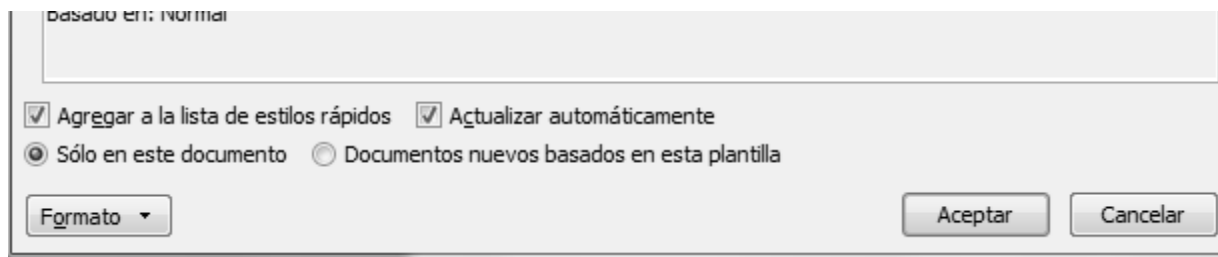 Basado en: Normal
Agregar a la lista de estilos rápidos Actualizar automáticamente
Sólo en este documento Documentos nuevos basados en esta plantilla
Formato Aceptar Cancelar